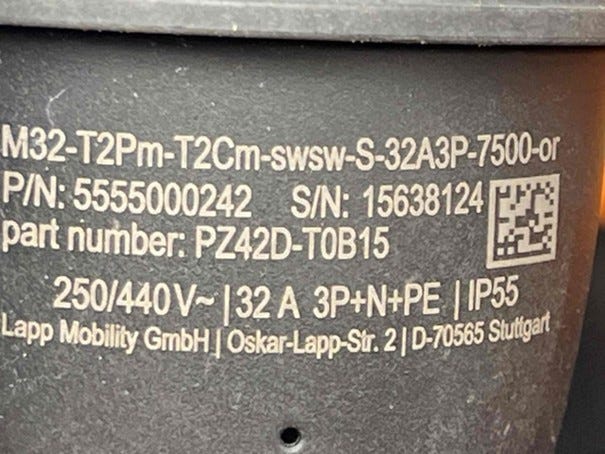 M32-T2Pm-T2Cm-swsw-S-32A3P-7500-or
P/N: 5555000242 S/N: 15638124
part number: PZ42D-T0B15
250/440V~ | 32 A 3P+N+PE | IP55
Lapp Mobility GmbH | Oskar-Lapp-Str. 2 | D-70565 Stuttgart